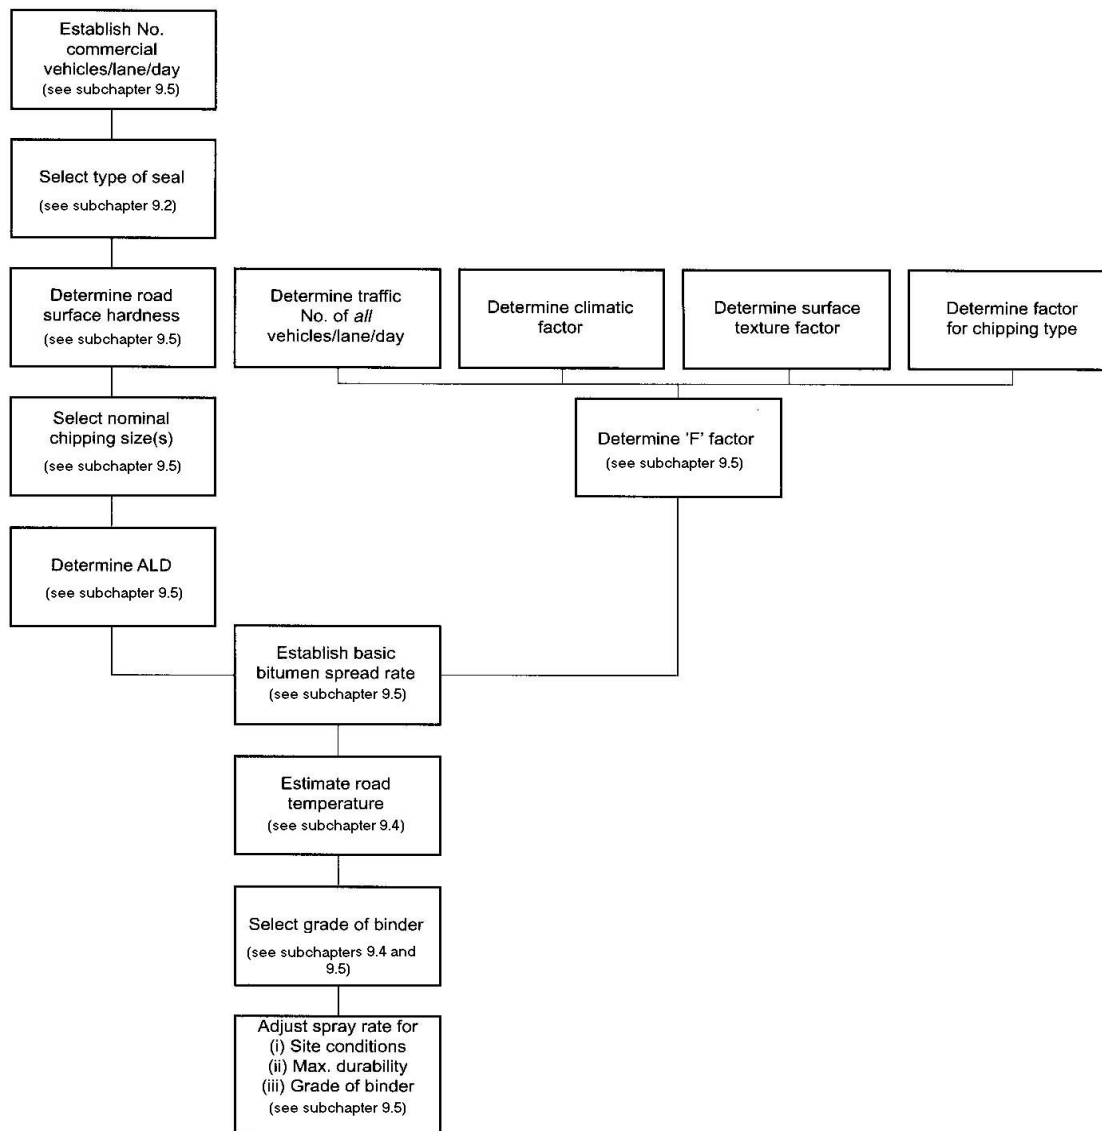 Establish No.
commercial
vehicles/lane/day
(see subchapter 9.5)
Select type of seal
(see subchapter 9.2)
Determine road
surface hardness
(see subchapter 9.5)
Determine traffic
No. of all
vehicles/lane/day
Determine climatic
factor
Determine surface
texture factor
Determine factor
for chipping type
Select nominal
chipping size(s)
(see subchapter 9.5)
Determine 'F' factor
(see subchapter 9.5)
Determine ALD
(see subchapter 9.5)
Establish basic
bitumen spread rate
(see subchapter 9.5)
Estimate road
temperature
(see subchapter 9.4)
Select grade of binder
(see subchapters 9.4 and
9.5)
Adjust spray rate for
(i) Site conditions
(ii) Max. durability
(iii) Grade of binder
(see subchapter 9.5)